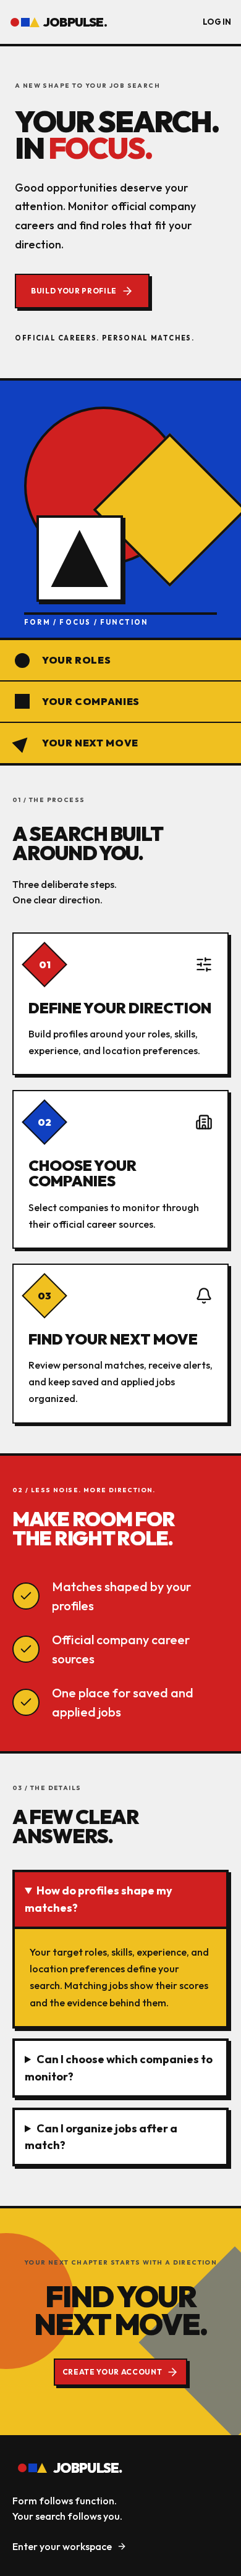 JOBPULSE.
LOG IN
A NEW SHAPE TO YOUR JOB SEARCH
YOUR SEARCH.
IN FOCUS.
Good opportunities deserve your
attention. Monitor official company
careers and find roles that fit your
direction.
BUILD YOUR PROFILE
OFFICIAL CAREERS. PERSONAL MATCHES.
FORM / FOCUS / FUNCTION
YOUR ROLES
YOUR COMPANIES
YOUR NEXT MOVE
01 / THE PROCESS
A SEARCH BUILT
AROUND YOU.
Three deliberate steps.
One clear direction.
01
DEFINE YOUR DIRECTION
Build profiles around your roles, skills,
experience, and location preferences.
02
CHOOSE YOUR
COMPANIES
Select companies to monitor through
their official career sources.
03
FIND YOUR NEXT MOVE
Review personal matches, receive alerts,
and keep saved and applied jobs
organized.
02 / LESS NOISE. MORE DIRECTION.
MAKE ROOM FOR
THE RIGHT ROLE.
Matches shaped by your
profiles
Official company career
sources
One place for saved and
applied jobs
03 / THE DETAILS
A FEW CLEAR
ANSWERS.
How do profiles shape my
matches?
Your target roles, skills, experience, and
location preferences define your
search. Matching jobs show their scores
and the evidence behind them.
Can I choose which companies to
monitor?
Can I organize jobs after a
match?
YOUR NEXT CHAPTER STARTS WITH A DIRECTION
FIND YOUR
NEXT MOVE.
CREATE YOUR ACCOUNT
JOBPULSE.
Form follows function.
Your search follows you.
Enter your workspace